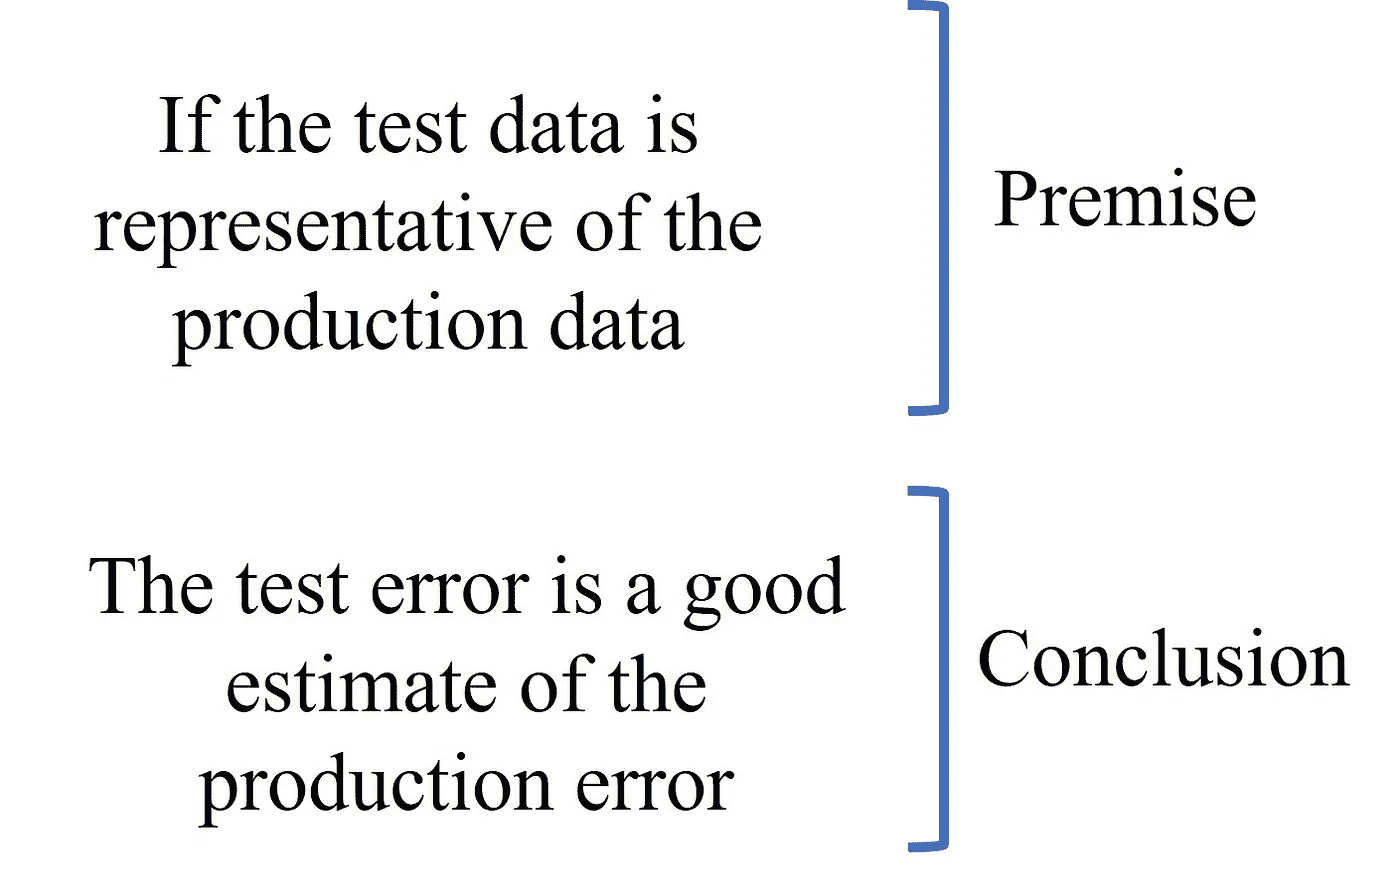 If the test data is
representative of the
production data
Premise
The test error is a good
estimate of the
production error
Conclusion